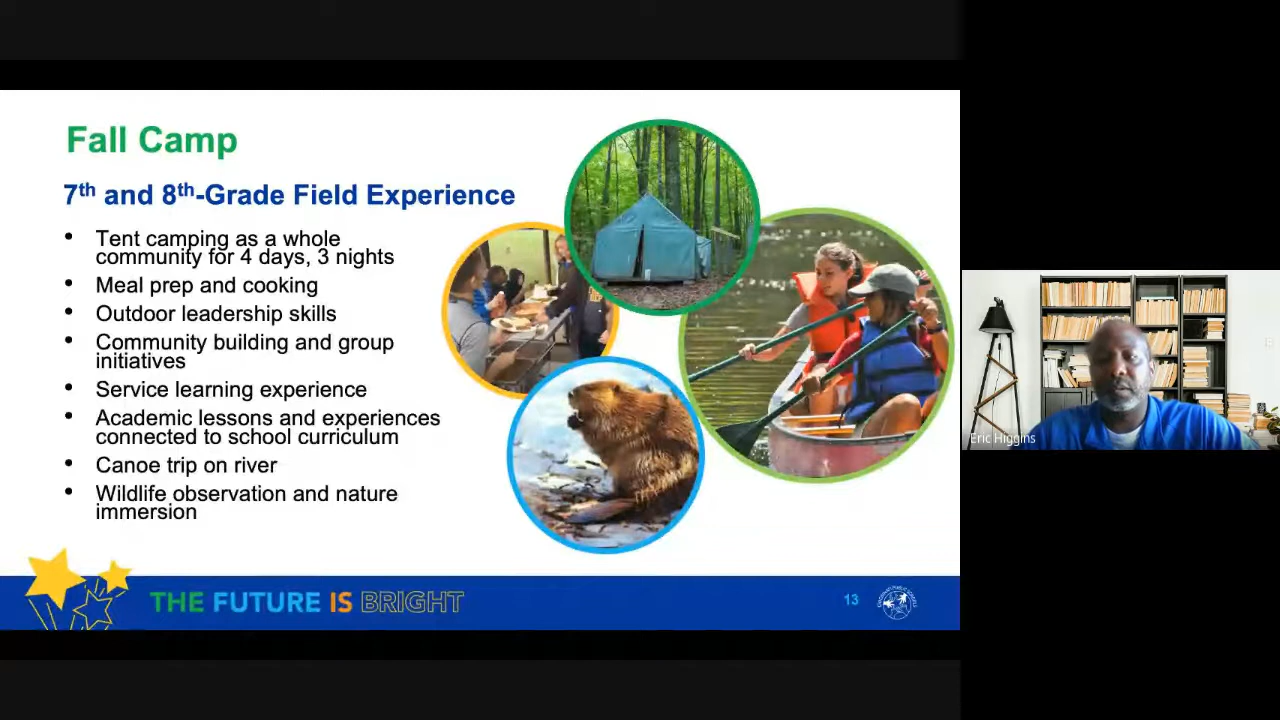 Fall Camp
7th and 8th-Grade Field Experience
• Tent camping as a whole
community for 4 days, 3 nights
• Meal prep and cooking
• Outdoor leadership skills
• Community building and group
initiatives
• Service learning experience
• Academic lessons and experiences
connected to school curriculum
• Canoe trip on river
• Wildlife observation and nature
immersion
THE FUTURE IS BRIGHT
13
Eric Higgins